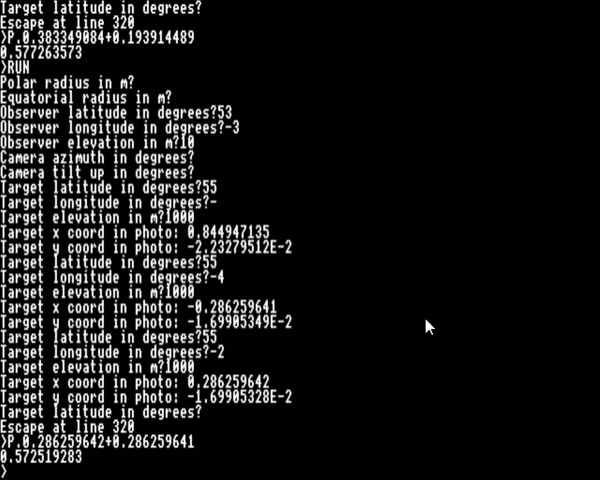 Target latitude in degrees?
Escape at line 320
>P.0.383349084+0.193914489
0.577263573
>RUN
Polar radius in m?
Equatorial radius in m?
Observer latitude in degrees?53
Observer longitude in degrees?-3
Observer elevation in m?10
Camera azimuth in degrees?
Camera tilt up in degrees?
Target latitude in degrees?55
Target longitude in degrees?-
Target elevation in m?1000
Target x coord in photo: 0.844947135
Target y coord in photo: -2.23279512E-2
Target latitude in degrees?55
Target longitude in degrees?-4
Target elevation in m?1000
Target x coord in photo: -0.286259641
Target y coord in photo: -1.69905349E-2
Target latitude in degrees?55
Target longitude in degrees?-2
Target elevation in m?1000
Target x coord in photo: 0.286259642
Target y coord in photo: -1.69905328E-2
Target latitude in degrees?
Escape at line 320
>P.0.286259642+0.286259641
0.572519283
>